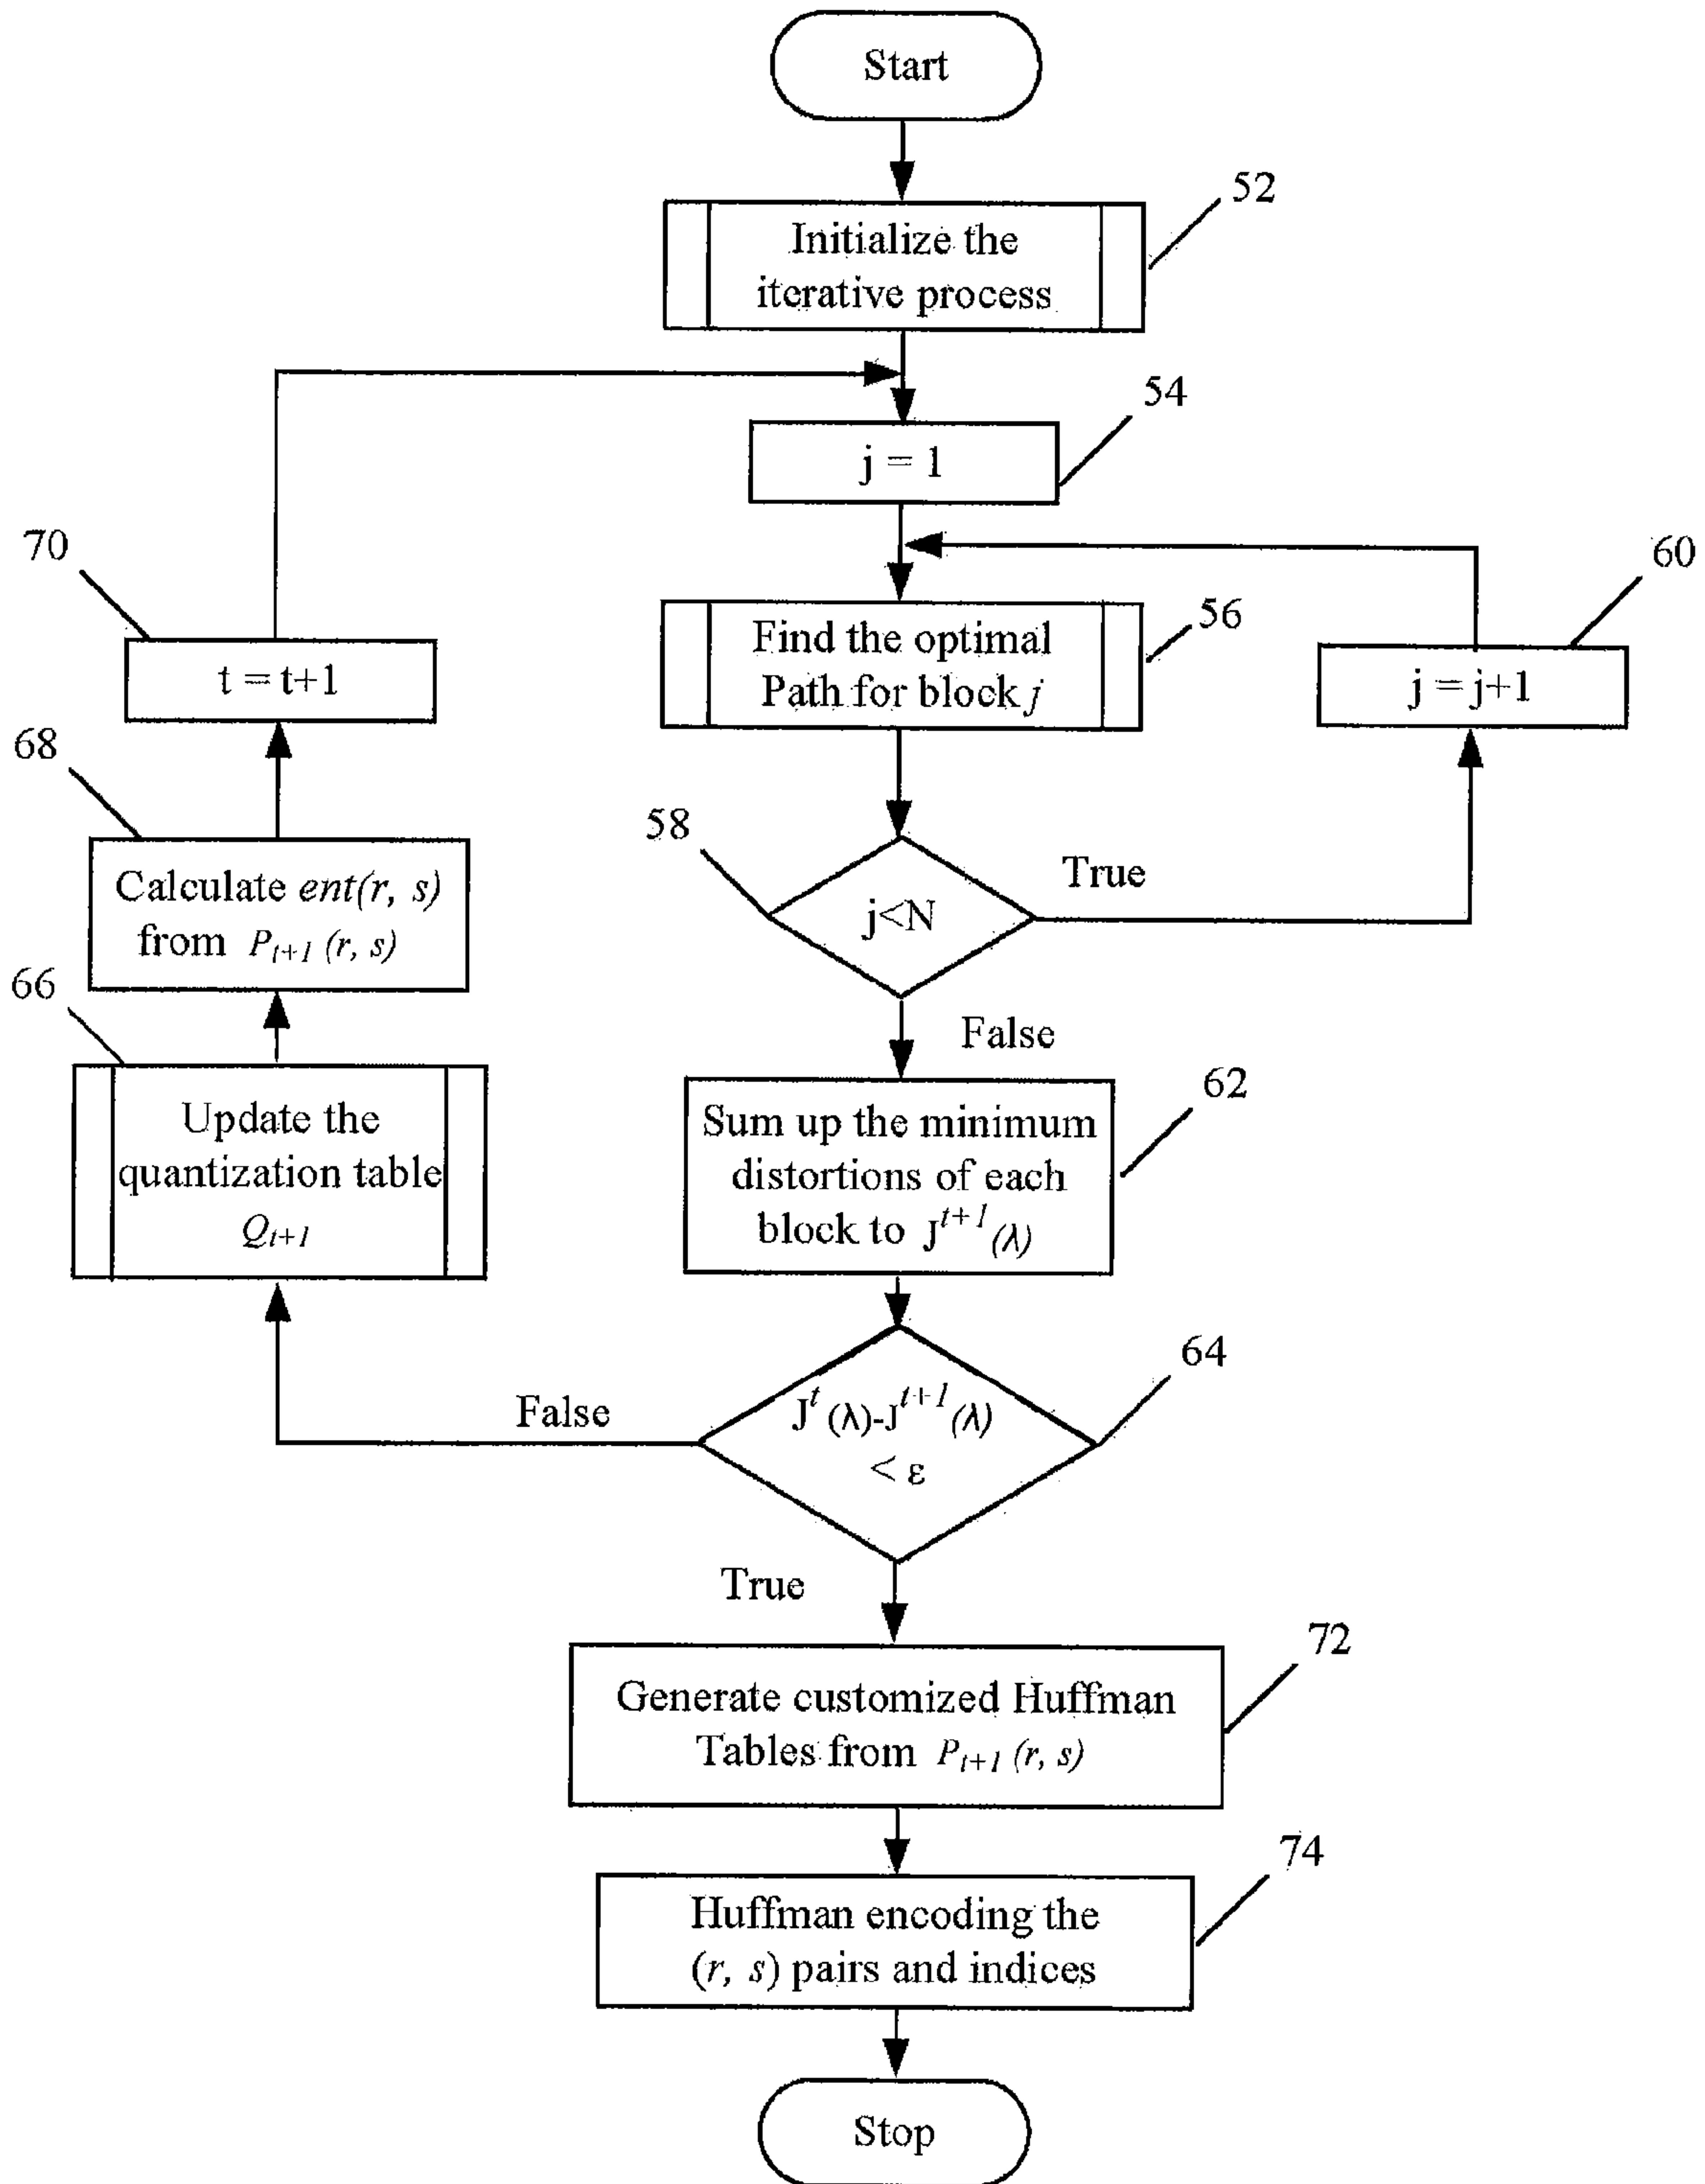 Start
52
Initialize the
iterative process
54
j = 1
70
60
t = t+1
56
Find the optimal
Path for block j
j = j+1
68
58
Calculate ent(r, s)
from P_{t+1} (r, s)
j<N
True
66
False
Update the
quantization table
Q_{t+1}
62
Sum up the minimum
distortions of each
block to J^{t+1} (λ)
64
J^t (λ)-J^{t+1} (λ)
< ε
False
True
72
Generate customized Huffman
Tables from P_{t+1} (r, s)
74
Huffman encoding the
(r, s) pairs and indices
Stop